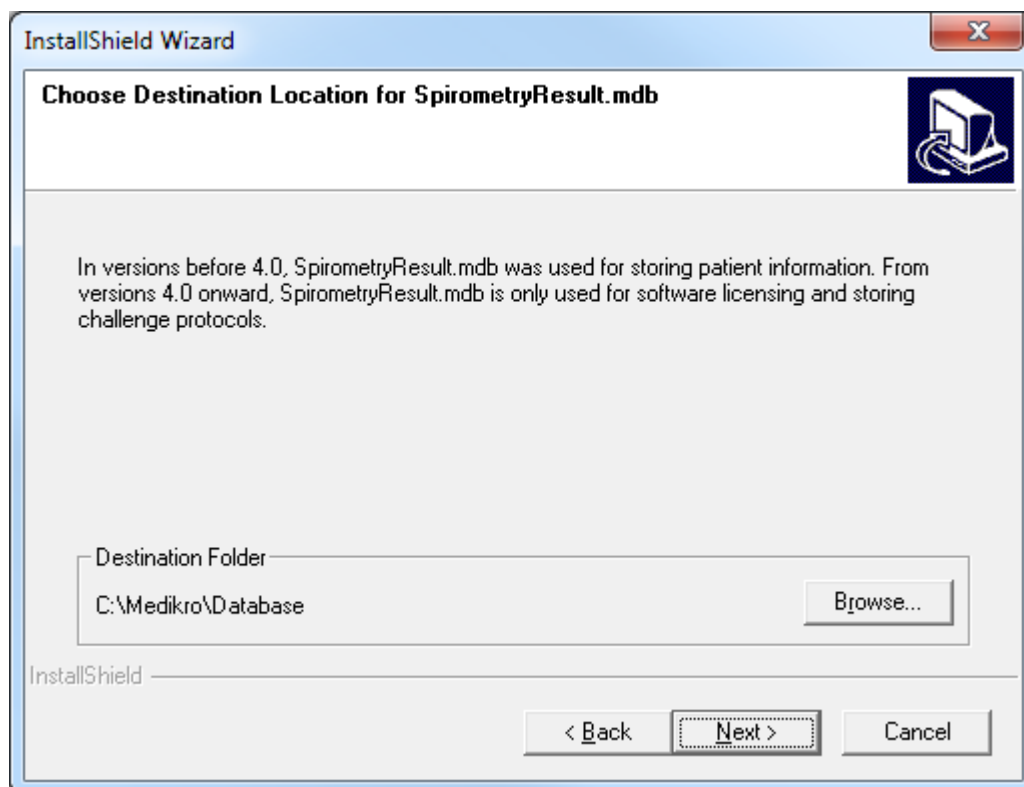 InstallShield Wizard
Choose Destination Location for SpirometryResult.mdb
In versions before 4.0, SpirometryResult.mdb was used for storing patient information. From
versions 4.0 onward, SpirometryResult.mdb is only used for software licensing and storing
challenge protocols.
Destination Folder
C:\Medikro\Database
Browse...
InstallShield
< Back
Next >
Cancel